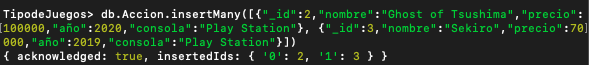 TipodeJuegos> db.Accion.insertMany([{"_id":2,"nombre":"Ghost of Tsushima","precio":
100000,"año":2020,"consola":"Play Station"}, {"_id":3,"nombre":"Sekiro","precio":70
000,"año":2019,"consola":"Play Station"}])
{ acknowledged: true, insertedIds: { '0': 2, '1': 3 } }